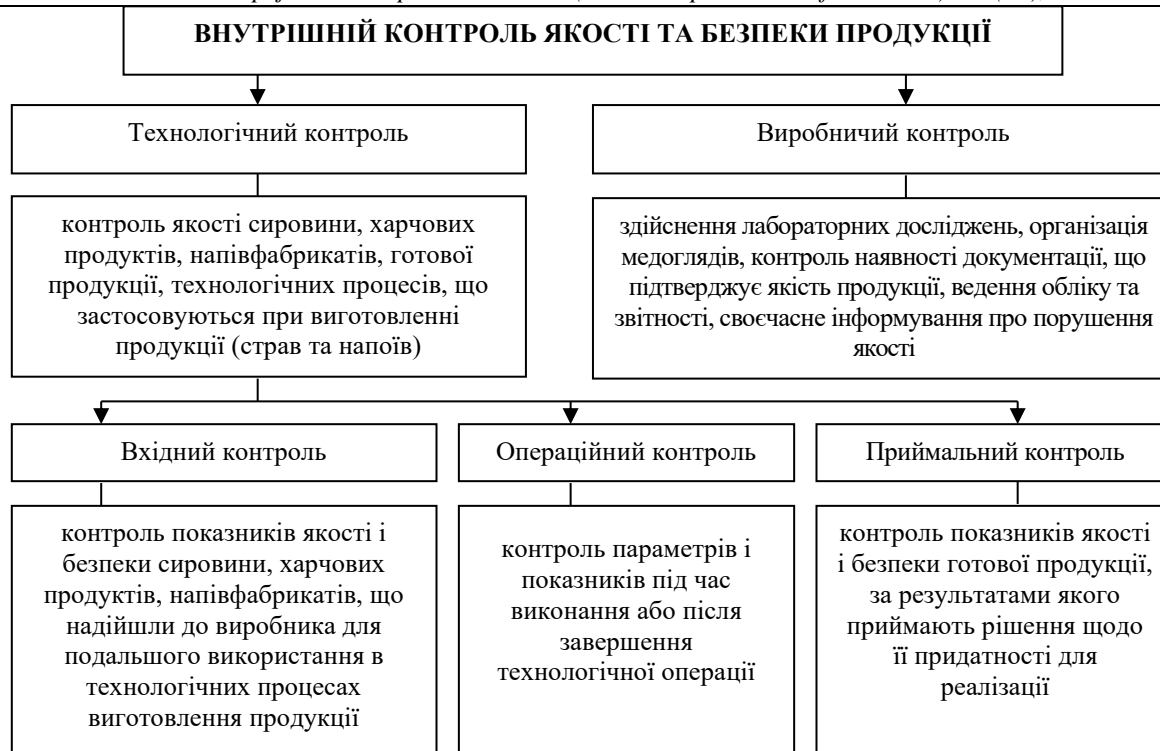 ВНУТРІШНІЙ КОНТРОЛЬ ЯКОСТІ ТА БЕЗПЕКИ ПРОДУКЦІЇ
Технологічний контроль
Виробничий контроль
контроль якості сировини, харчових
продуктів, напівфабрикатів, готової
продукції, технологічних процесів, що
застосовуються при виготовленні
продукції (страв та напоїв)
здійснення лабораторних досліджень, організація
медоглядів, контроль наявності документації, що
підтверджує якість продукції, ведення обліку та
звітності, своєчасне інформування про порушення
якості
Вхідний контроль
Операційний контроль
Приймальний контроль
контроль показників якості і
безпеки сировини, харчових
продуктів, напівфабрикатів, що
надійшли до виробника для
подальшого використання в
технологічних процесах
виготовлення продукції
контроль параметрів і
показників під час
виконання або після
завершення
технологічної операції
контроль показників якості
і безпеки готової продукції,
за результатами якого
приймають рішення щодо
її придатності для
реалізації